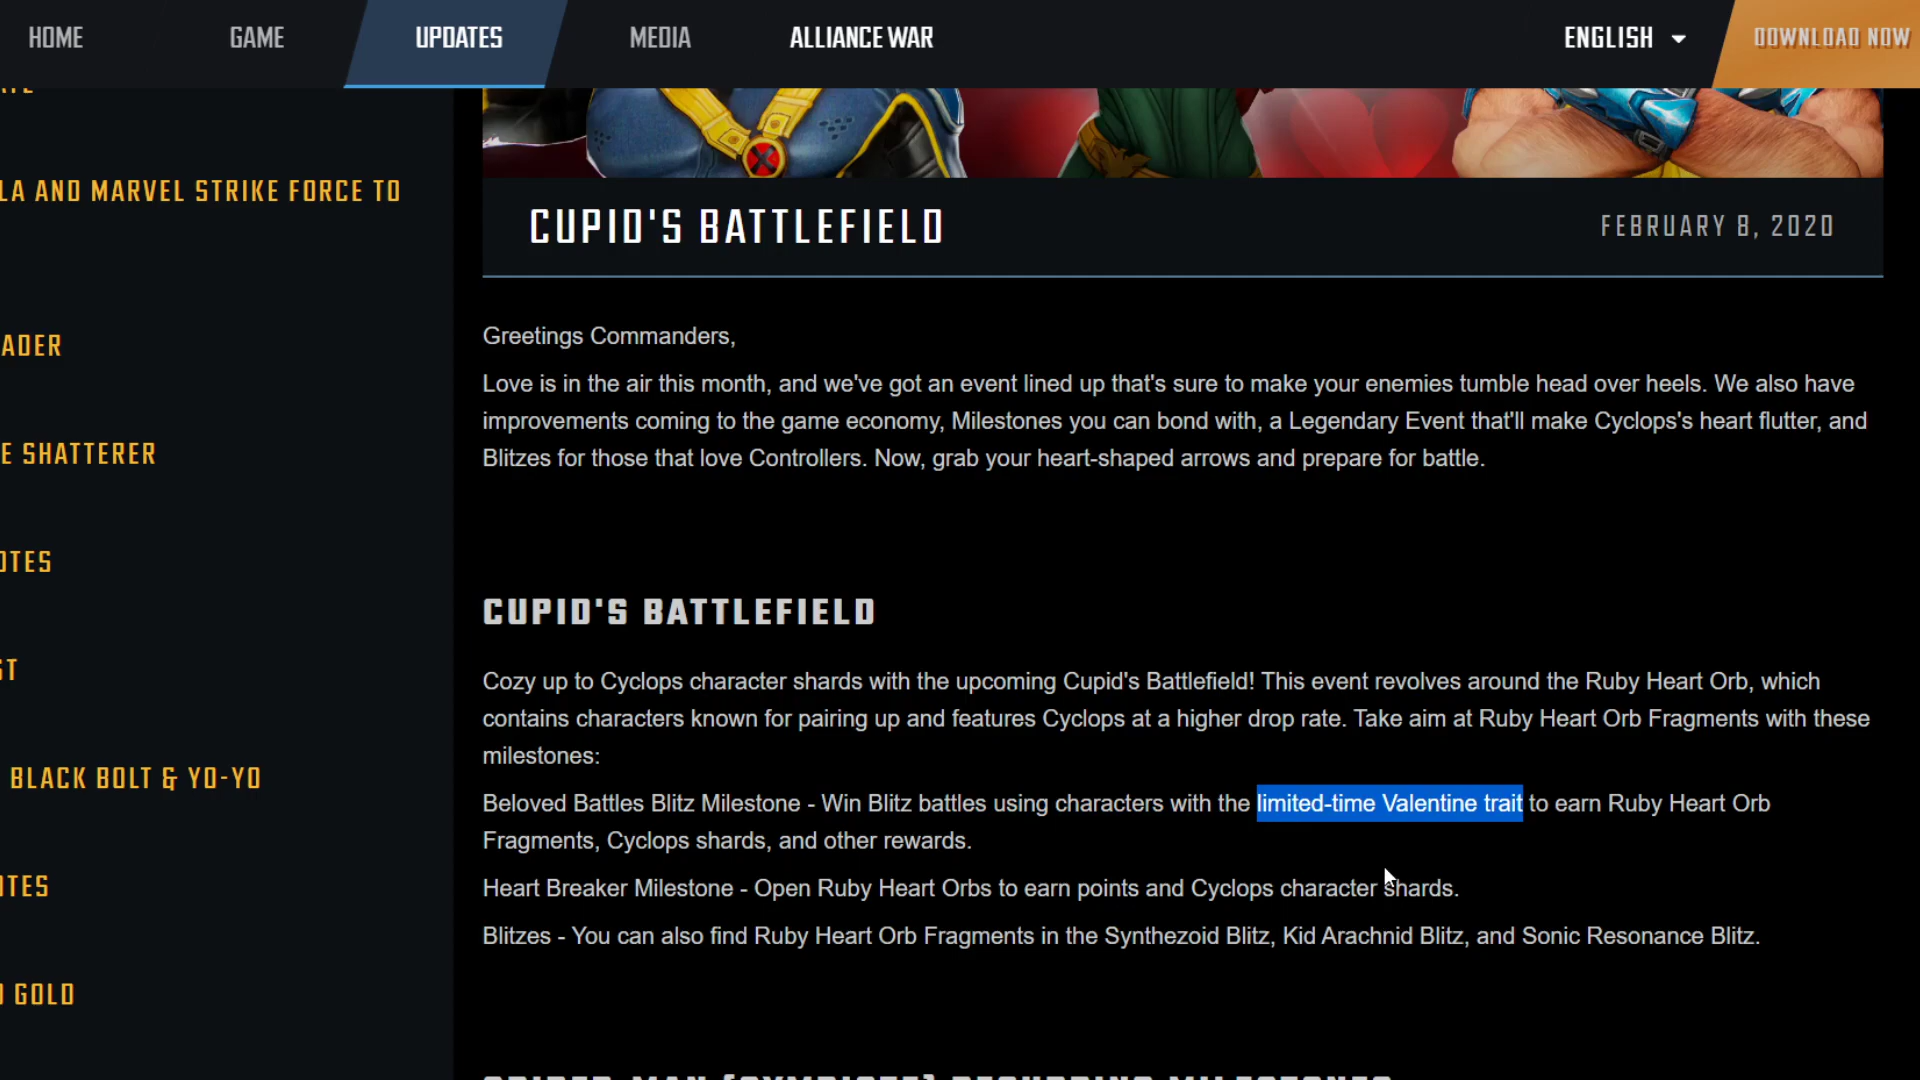 HOME GAME UPDATES MEDIA ALLIANCE WAR ENGLISH DOWNLOAD NOW
LA AND MARVEL STRIKE FORCE TO
ADER
E SHATTERER
OTES
ST
BLACK BOLT & YO-YO
OTES
D GOLD
CUPID'S BATTLEFIELD
FEBRUARY 8, 2020
Greetings Commanders,
Love is in the air this month, and we've got an event lined up that's sure to make your enemies tumble head over heels. We also have
improvements coming to the game economy, Milestones you can bond with, a Legendary Event that'll make Cyclops's heart flutter, and
Blitzes for those that love Controllers. Now, grab your heart-shaped arrows and prepare for battle.
CUPID'S BATTLEFIELD
Cozy up to Cyclops character shards with the upcoming Cupid's Battlefield! This event revolves around the Ruby Heart Orb, which
contains characters known for pairing up and features Cyclops at a higher drop rate. Take aim at Ruby Heart Orb Fragments with these
milestones:
Beloved Battles Blitz Milestone - Win Blitz battles using characters with the limited-time Valentine trait to earn Ruby Heart Orb
Fragments, Cyclops shards, and other rewards.
Heart Breaker Milestone - Open Ruby Heart Orbs to earn points and Cyclops character shards.
Blitzes - You can also find Ruby Heart Orb Fragments in the Synthezoid Blitz, Kid Arachnid Blitz, and Sonic Resonance Blitz.